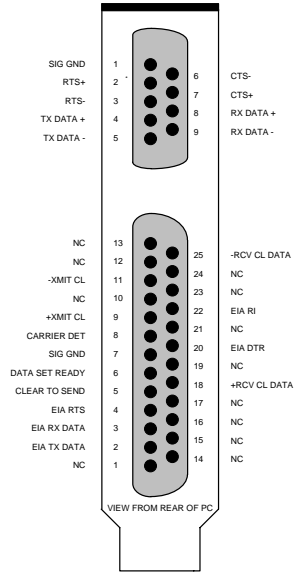 SIG GND 1
RTS+ 2
RTS- 3
TX DATA + 4
TX DATA - 5
6 CTS-
7 CTS+
8 RX DATA +
9 RX DATA -
NC 13
NC 12
-XMIT CL 11
NC 10
+XMIT CL 9
CARRIER DET 8
SIG GND 7
DATA SET READY 6
CLEAR TO SEND 5
EIA RTS 4
EIA RX DATA 3
EIA TX DATA 2
NC 1
25 -RCV CL DATA
24 NC
23 NC
22 EIA RI
21 NC
20 EIA DTR
19 NC
18 +RCV CL DATA
17 NC
16 NC
15 NC
14 NC
VIEW FROM REAR OF PC